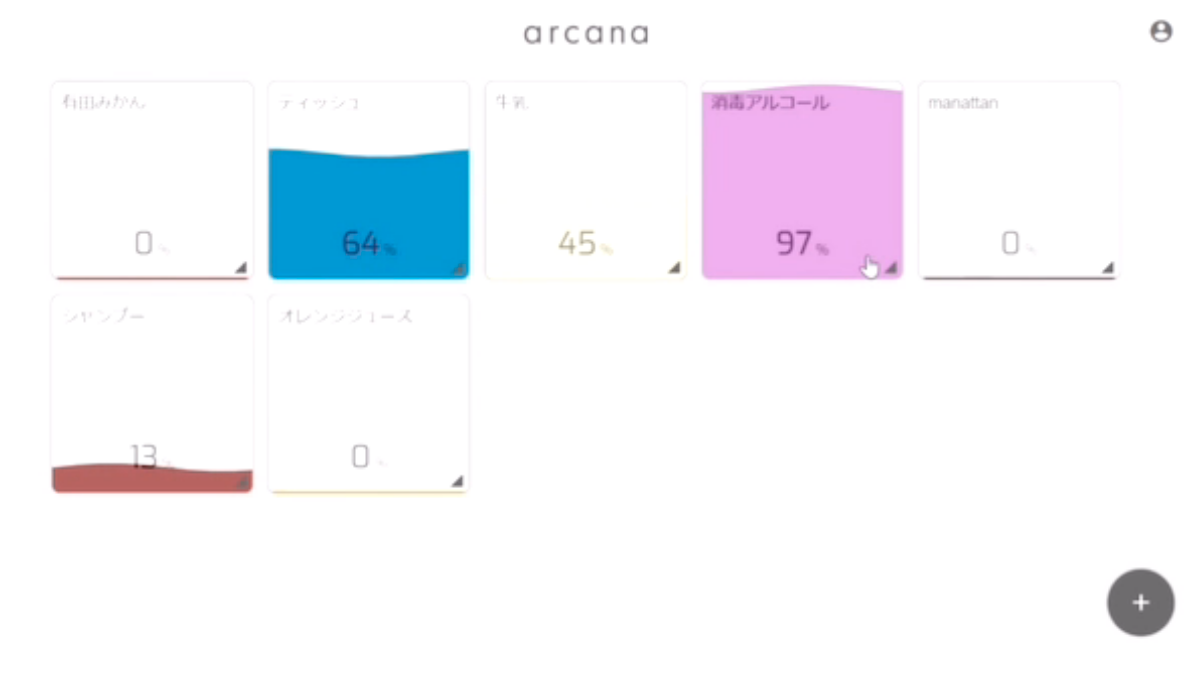 arcana
有田みかん
ティッシュ
牛乳
消毒アルコール
manattan
0 %
64 %
45 %
97 %
0 %
シャンプー
オレンジジュース
13 %
0 %
+